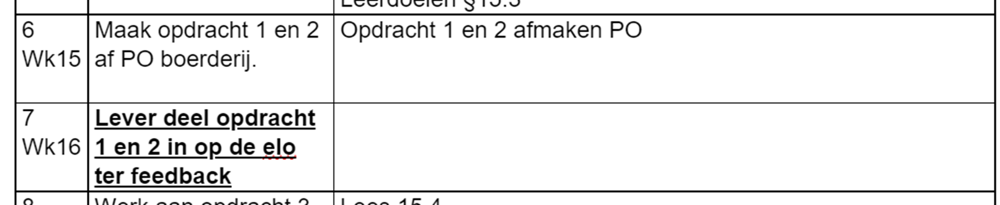 Leerdoelen §15.3
6 Maak opdracht 1 en 2 Opdracht 1 en 2 afmaken PO
Wk15 af PO boerderij.
7 Lever deel opdracht
Wk16 1 en 2 in op de elo
ter feedback
8 Werk aan opdracht 3 Lees 15.4